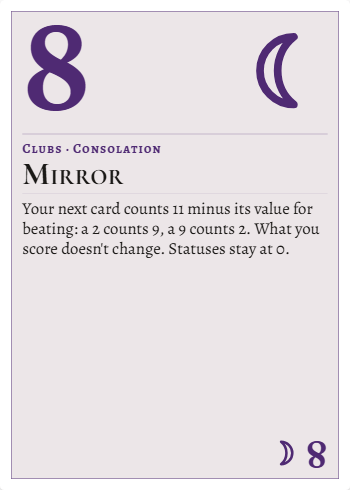 8
Clubs · Consolation
Mirror
Your next card counts 11 minus its value for
beating: a 2 counts 9, a 9 counts 2. What you
score doesn't change. Statuses stay at 0.
8